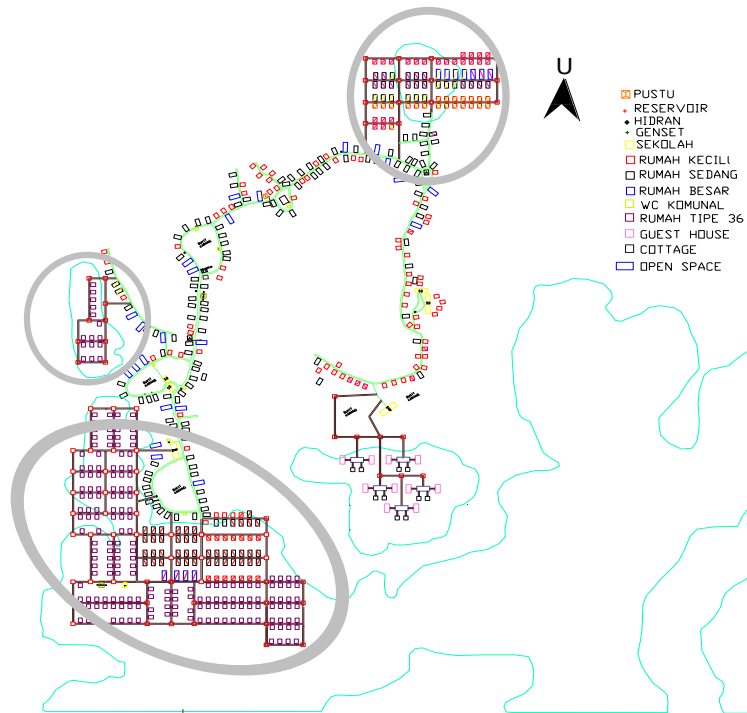 U
PUSTU
RESERVOIR
HIDRAN
GENSET
SEKOLAH
RUMAH KECILL
RUMAH SEDANG
RUMAH BESAR
WC KOMUNAL
RUMAH TIPE 36
GUEST HOUSE
COTTAGE
OPEN SPACE